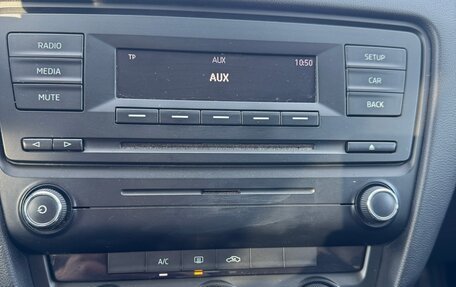 RADIO
MEDIA
MUTE
TP AUX 10:50
AUX
SETUP
CAR
BACK
A/C